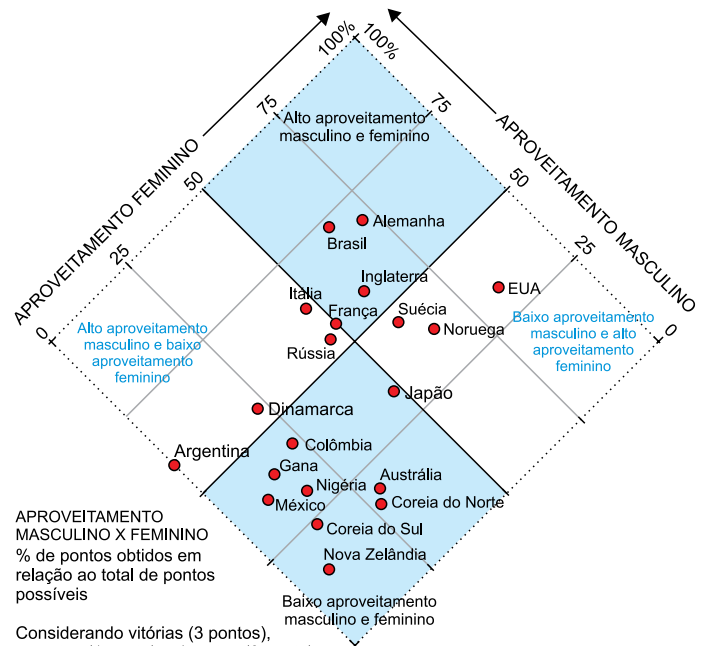 100%
100%
75
75
Alto aproveitamento
masculino e feminino
APROVEITAMENTO FEMININO
APROVEITAMENTO MASCULINO
50
50
Alemanha
Brasil
25
25
Inglaterra
EUA
Itália
França
Suécia
Noruega
0
0
Alto aproveitamento
masculino e baixo
aproveitamento
feminino
Rússia
Baixo aproveitamento
masculino e alto
aproveitamento
feminino
Japão
Dinamarca
Argentina
Colômbia
Gana
Nigéria
Austrália
México
Coreia do Norte
Coreia do Sul
Nova Zelândia
APROVEITAMENTO
MASCULINO X FEMININO
% de pontos obtidos em
relação ao total de pontos
possíveis
Baixo aproveitamento
masculino e feminino
Considerando vitórias (3 pontos),